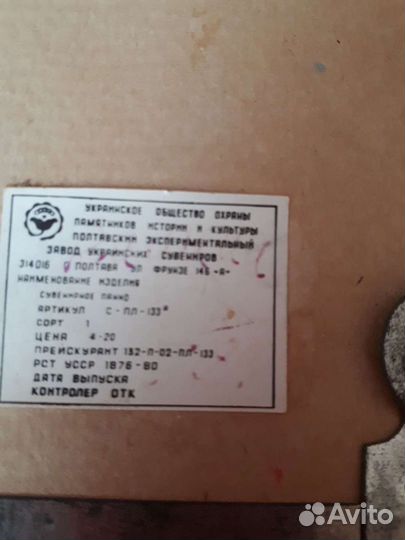 УКРАИНСКОЕ ОБЩЕСТВО ОХРАНЫ
ПАМЯТНИКОВ ИСТОРИИ И КУЛЬТУРЫ
ПОЛТАВСКИЙ ЭКСПЕРИМЕНТАЛЬНЫЙ
ЗАВОД УКРАИНСКИХ СУВЕНИРОВ
314016 ПОЛТАВА УЛ ФРУНЗЕ 146 "А"
НАИМЕНОВАНИЕ ИЗДЕЛИЯ
СУВЕНИРНОЕ ПАННО
АРТИКУЛ С-ПЛ-133
СОРТ 1
ЦЕНА 4-20
ПРЕЙСКУРАНТ 132-П-02-ПЛ-133
РСТ УССР 1876-80
ДАТА ВЫПУСКА
КОНТРОЛЕР ОТК
Avito